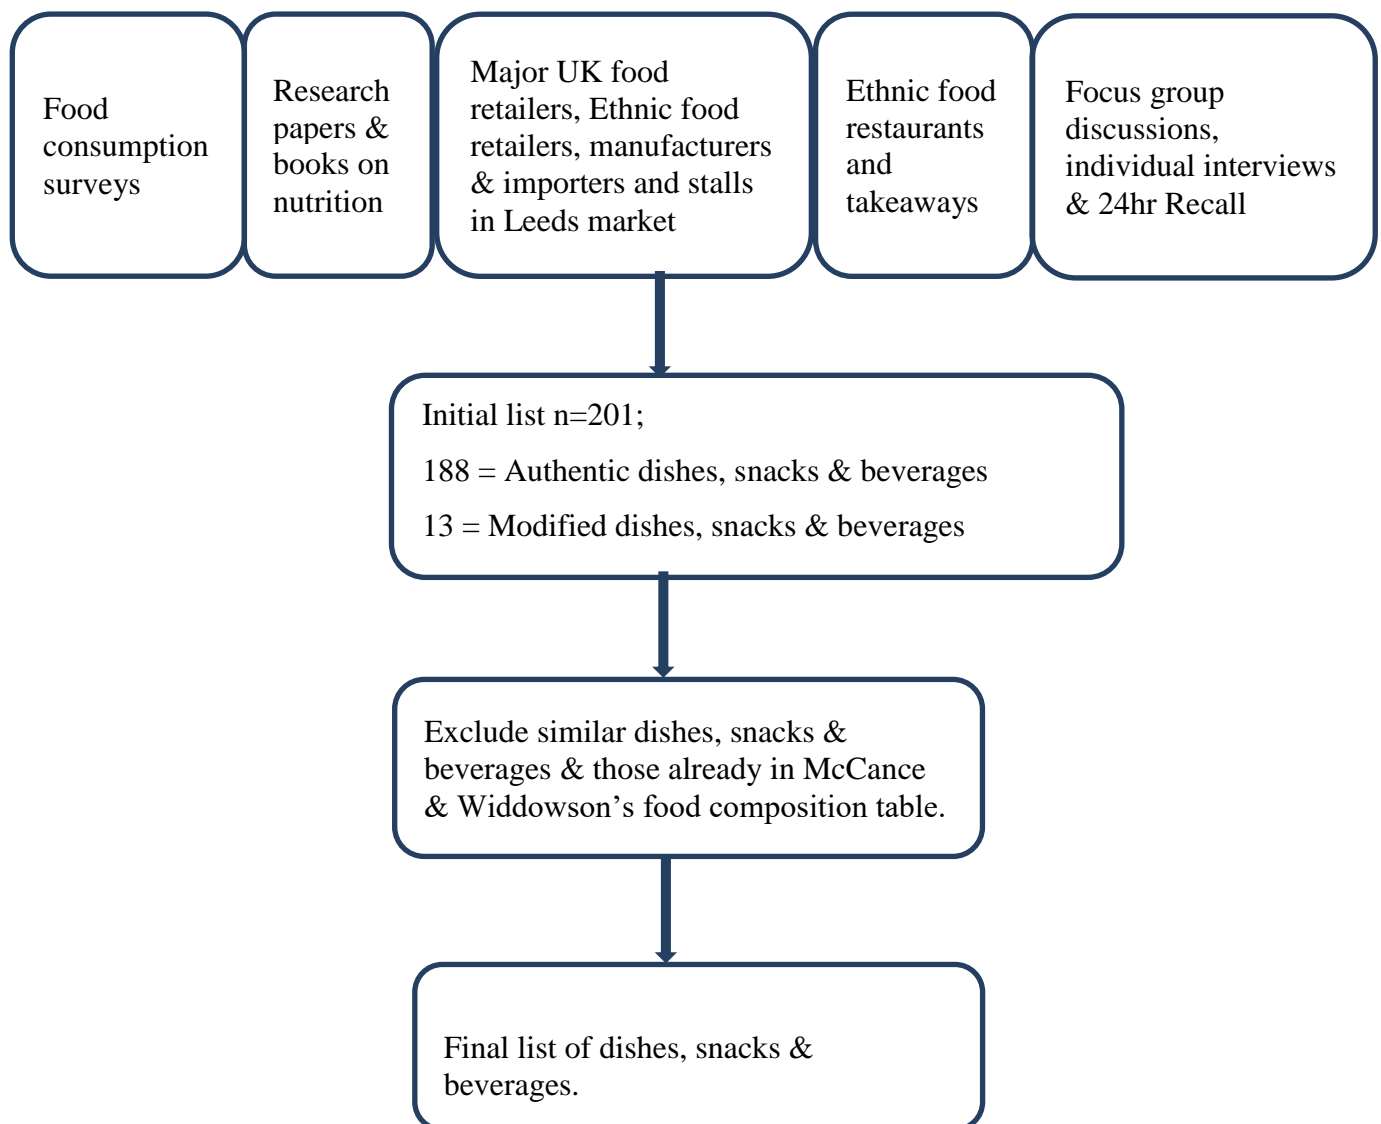 Food
consumption
surveys
Research
papers &
books on
nutrition
Major UK food
retailers, Ethnic food
retailers, manufacturers
& importers and stalls
in Leeds market
Ethnic food
restaurants
and
takeaways
Focus group
discussions,
individual interviews
& 24hr Recall
Initial list n=201;
188 = Authentic dishes, snacks & beverages
13 = Modified dishes, snacks & beverages
Exclude similar dishes, snacks &
beverages & those already in McCance
& Widdowson’s food composition table.
Final list of dishes, snacks &
beverages.